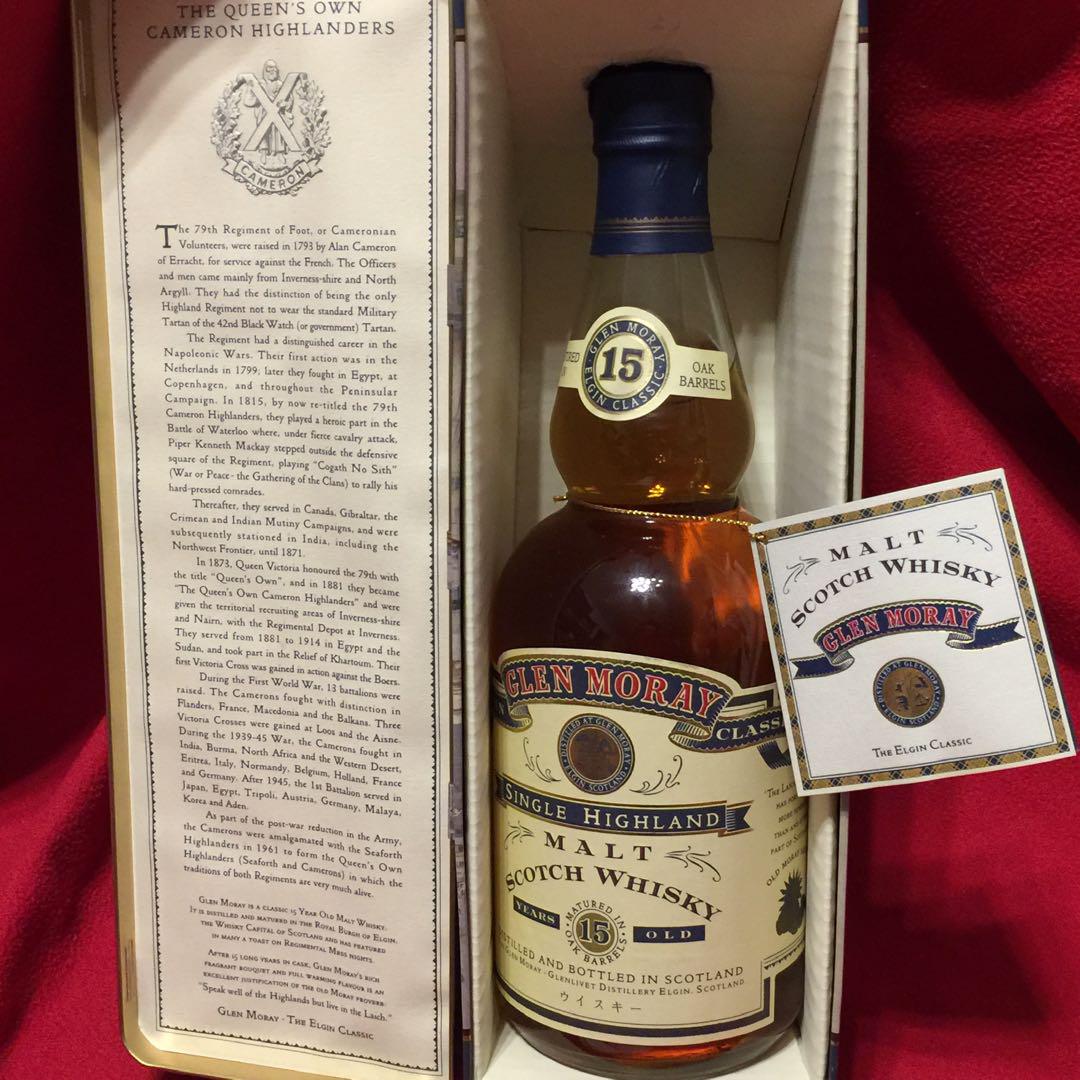 THE QUEEN'S OWN
CAMERON HIGHLANDERS
CAMERON
The 79th Regiment of Foot, or Cameronian
Volunteers, were raised in 1793 by Alan Cameron
of Erracht, for service against the French. The Officers
and men came mainly from Inverness-shire and North
Argyll. They had the distinction of being the only
Highland Regiment not to wear the standard Military
Tartan of the 42nd Black Watch (or government) Tartan.
The Regiment had a distinguished career in the
Napoleonic Wars. Their first action was in the
Netherlands in 1799; later they fought in Egypt, at
Copenhagen, and throughout the Peninsular
Campaign. In 1815, by now re-titled the 79th
Cameron Highlanders, they played a heroic part in the
Battle of Waterloo where, under fierce cavalry attack,
Piper Kenneth Mackay stepped outside the defensive
square of the Regiment, playing "Cogath No Sith"
(War or Peace - the Gathering of the Clans) to rally his
hard-pressed comrades.
Thereafter, they served in Canada, Gibraltar, the
Crimean and Indian Mutiny Campaigns, and were
subsequently stationed in India, including the
Northwest Frontier, until 1871.
In 1873, Queen Victoria honoured the 79th with
the title "Queen's Own", and in 1881 they became
"The Queen's Own Cameron Highlanders" and were
given the territorial recruiting areas of Inverness-shire
and Nairn, with the Regimental Depot at Inverness.
They served from 1881 to 1914 in Egypt and the
Sudan, and took part in the Relief of Khartoum. Their
first Victoria Cross was gained in action against the Boers.
During the First World War, 13 battalions were
raised. The Camerons fought with distinction in
Flanders, France, Macedonia and the Balkana. Three
Victoria Crosses were gained at Loos and the Aisne.
During the 1939-45 War, the Camerons fought in
India, Burma, North Africa and the Western Desert,
Eritrea, Italy, Normandy, Belgium, Holland, France
and Germany. After 1945, the 1st Battalion served in
Japan, Egypt, Tripoli, Austria, Germany, Malaya,
Korea and Aden.
As part of the post-war reduction in the Army,
the Camerons were amalgamated with the Seaforth
Highlanders in 1961 to form the Queen's Own
Highlanders (Seaforth and Camerons) in which the
traditions of both Regiments are very much alive.
GLEN MORAY IS A CLASSIC 15 YEAR OLD MALT WHISKY.
IT IS DISTILLED AND MATURED IN THE ROYAL BURGH OF ELGIN,
THE WHISKY CAPITAL OF SCOTLAND AND HAS FEATURED
IN MANY A TOAST ON REGIMENTAL MESS NIGHTS.
AFTER 15 LONG YEARS IN CASK, GLEN MORAY'S RICH
FRAGRANT BOUQUET AND FULL WARMING FLAVOUR IS AN
EXCELLENT JUSTIFICATION OF THE OLD MORAY PROVERB:
"Speak well of the Highlands but live in the Laich."
GLEN MORAY - THE ELGIN CLASSIC
GLEN MORAY
15
ELGIN CLASSIC
OAK
BARRELS
GLEN MORAY
CLASS
DISTILLED AT GLEN MORAY
ELGIN SCOTLAND
SINGLE HIGHLAND
MALT
SCOTCH WHISKY
YEARS
MATURED IN
15
OAK BARRELS
OLD
DISTILLED AND BOTTLED IN SCOTLAND
GLEN MORAY - GLENLIVET DISTILLERY ELGIN, SCOTLAND
ウイスキー
MALT
SCOTCH WHISKY
GLEN MORAY
DISTILLED AT GLEN MORAY
ELGIN SCOTLAND
THE ELGIN CLASSIC